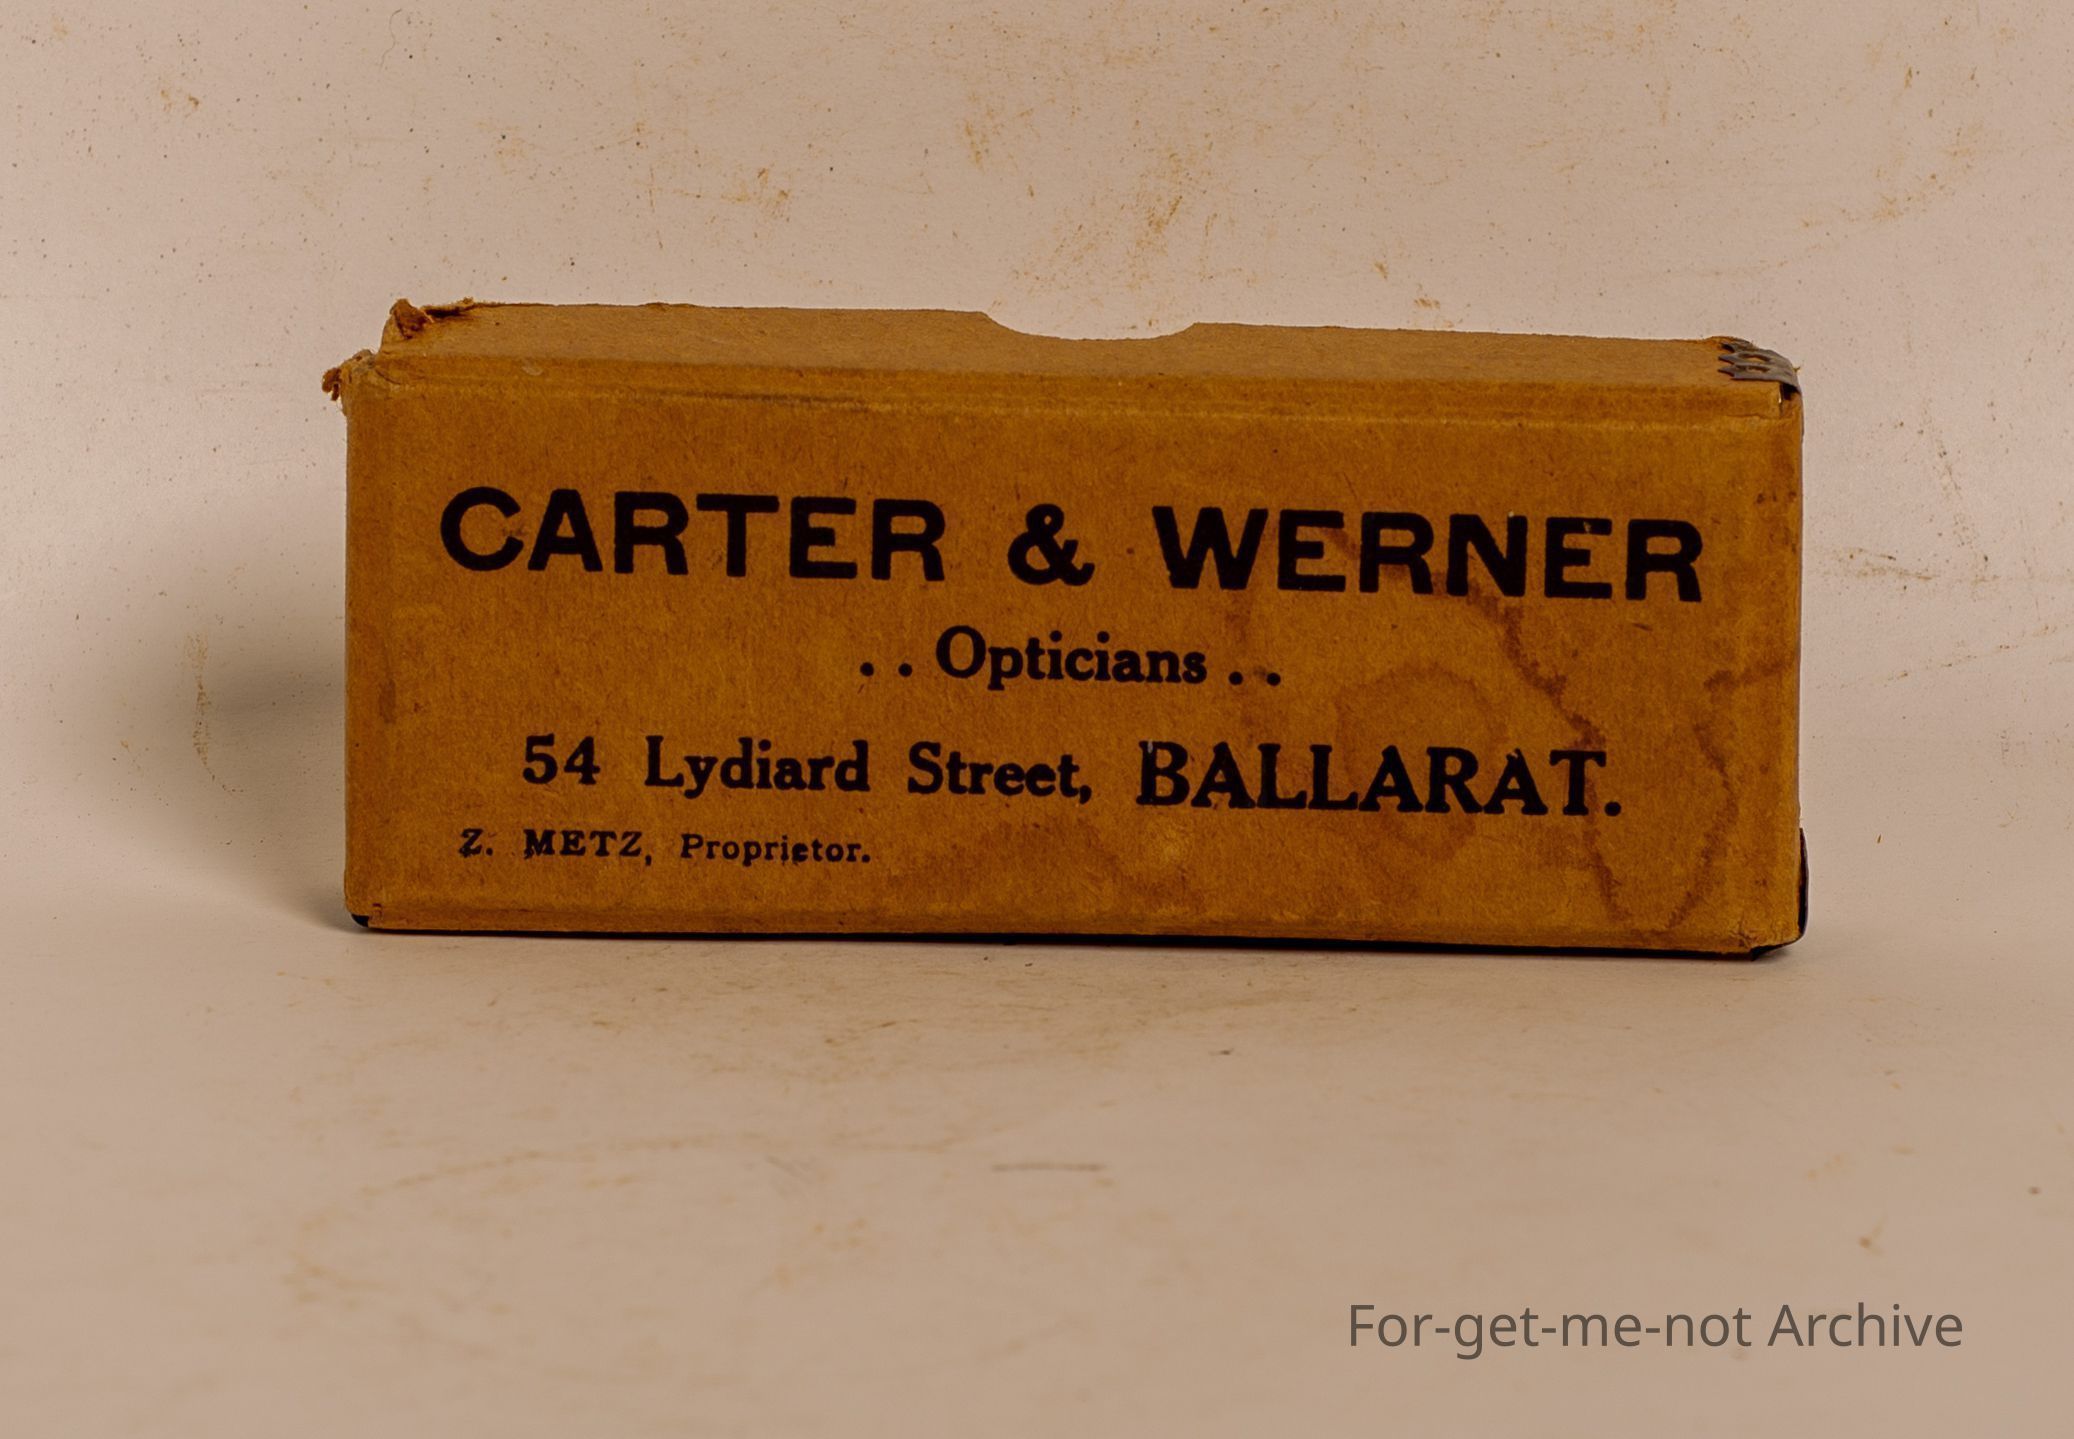 CARTER & WERNER
. . Opticians . .
54 Lydiard Street, BALLARAT.
Z. METZ, Proprietor.
For-get-me-not Archive